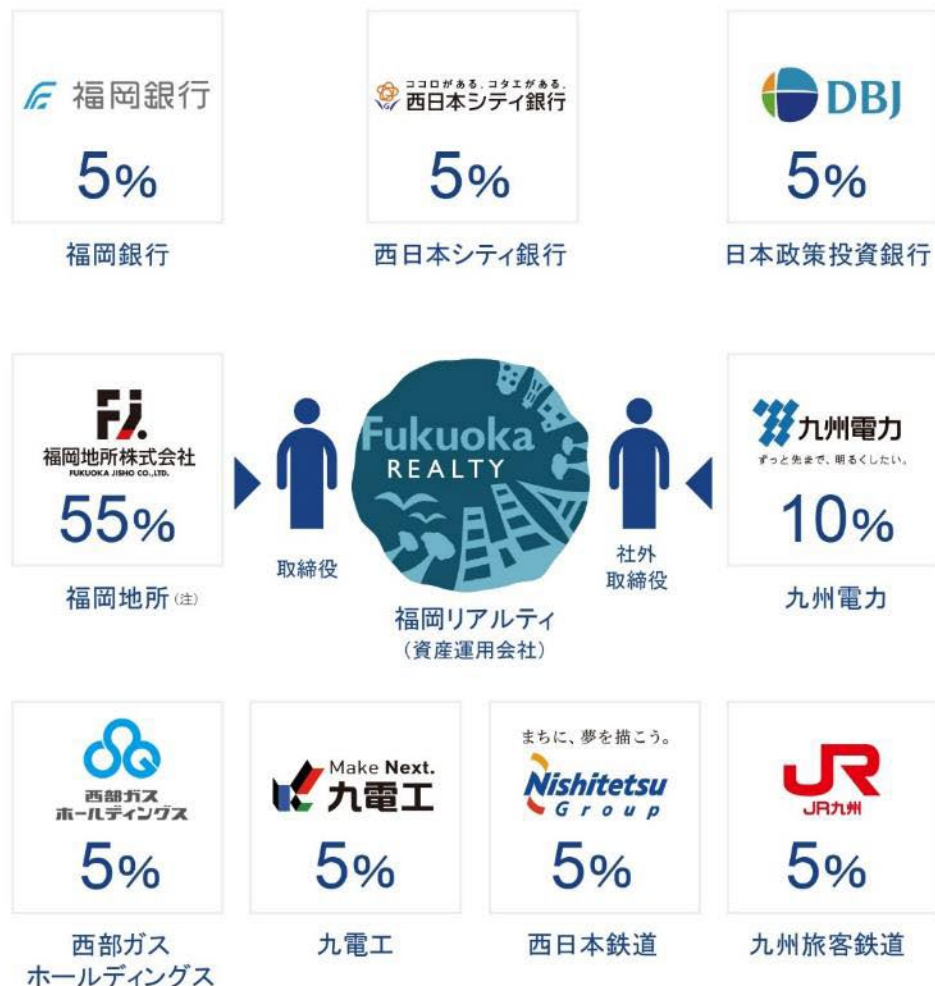 福岡銀行
5%
福岡銀行
ココロがある。コタエがある。
西日本シティ銀行
5%
西日本シティ銀行
DBJ
5%
日本政策投資銀行
FJ.
福岡地所株式会社
FUKUOKA JISHO CO.,LTD.
55%
福岡地所(注)
取締役
Fukuoka
REALTY
福岡リアルティ
(資産運用会社)
社外
取締役
九州電力
ずっと先まで、明るくしたい。
10%
九州電力
西部ガス
ホールディングス
5%
西部ガス
ホールディングス
Make Next.
九電工
5%
九電工
まちに、夢を描こう。
Nishitetsu
Group
5%
西日本鉄道
JR
JR九州
5%
九州旅客鉄道